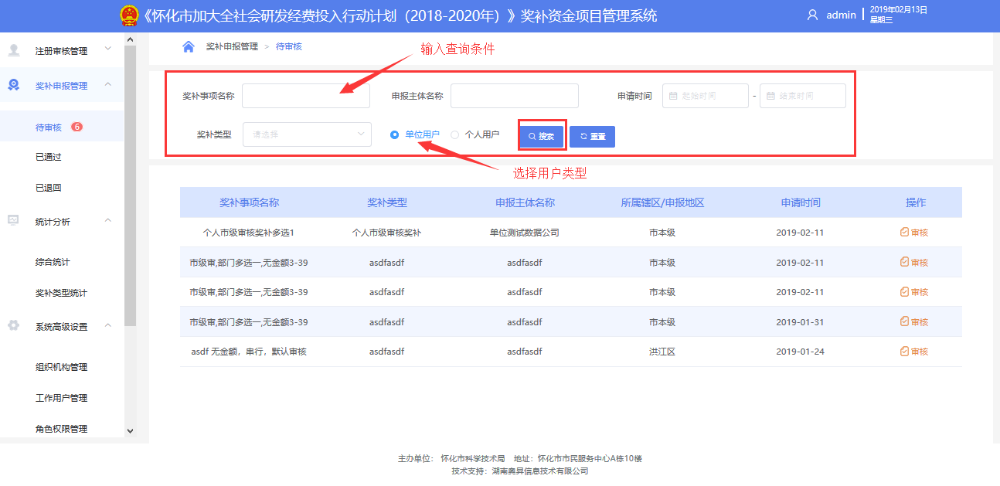 《怀化市加大全社会研发经费投入行动计划（2018-2020年）》奖补资金项目管理系统
admin
2019年02月13日
星期三
注册审核管理
奖补申报管理
待审核 6
已通过
已退回
统计分析
综合统计
奖补类型统计
系统高级设置
组织机构管理
工作用户管理
角色权限管理
奖补申报管理 > 待审核
输入查询条件
奖补事项名称 申报主体名称 申请时间 起始时间 - 结束时间
奖补类型 请选择 单位用户 个人用户 搜索 重置
选择用户类型
奖补事项名称 奖补类型 申报主体名称 所属辖区/申报地区 申请时间 操作
个人市级审核奖补多选1 个人市级审核奖补 单位测试数据公司 市本级 2019-02-11 审核
市级审,部门多选一,无金额3-39 asdfasdf asdfasdf 市本级 2019-02-11 审核
市级审,部门多选一,无金额3-39 asdfasdf asdfasdf 市本级 2019-02-11 审核
市级审,部门多选一,无金额3-39 asdfasdf asdfasdf 市本级 2019-01-31 审核
asdf 无金额，串行，默认审核 asdfasdf asdfasdf 洪江区 2019-01-24 审核
主办单位： 怀化市科学技术局 地址：怀化市市民服务中心A栋10楼
技术支持：湖南奥昇信息技术有限公司